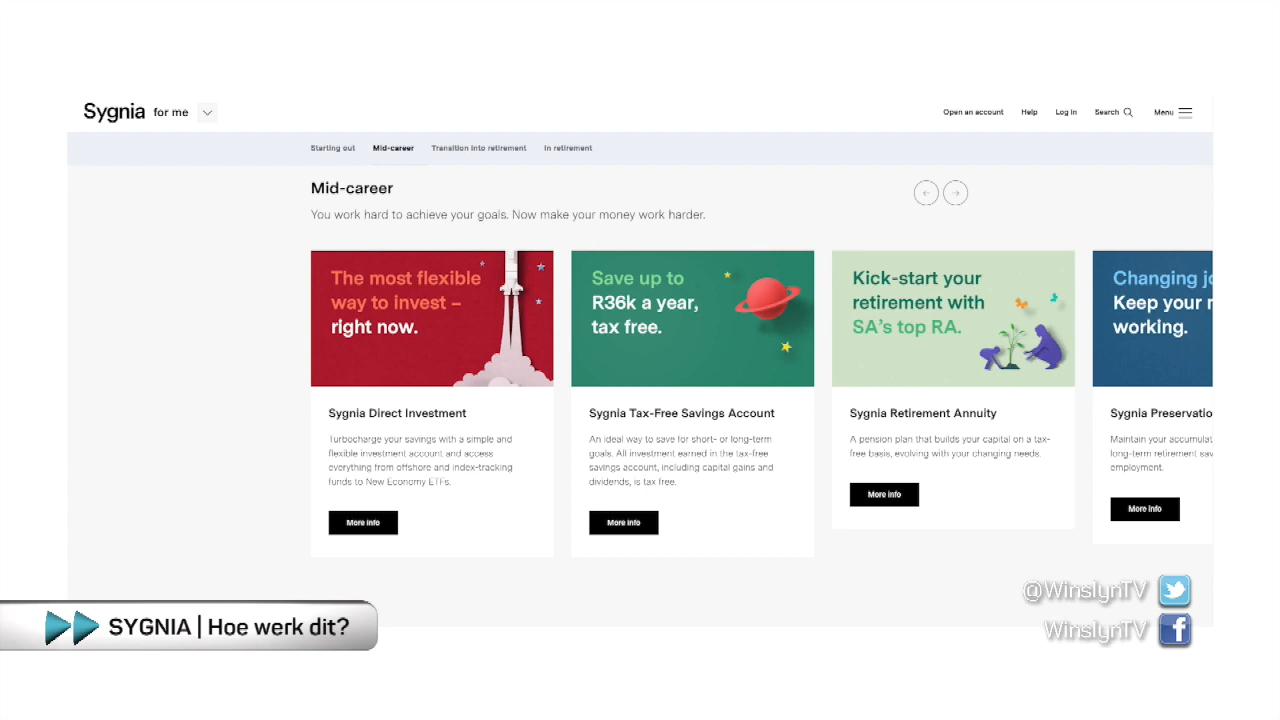 Sygnia for me
Open an account Help Log in Search Menu
Starting out Mid-career Transition into retirement In retirement
Mid-career
You work hard to achieve your goals. Now make your money work harder.
The most flexible
way to invest –
right now.
Sygnia Direct Investment
Turbocharge your savings with a simple and
flexible investment account and access
everything from offshore and index-tracking
funds to New Economy ETFs.
More info
Save up to
R36k a year,
tax free.
Sygnia Tax-Free Savings Account
An ideal way to save for short- or long-term
goals. All investment earned in the tax-free
savings account, including capital gains and
dividends, is tax free.
More info
Kick-start your
retirement with
SA's top RA.
Sygnia Retirement Annuity
A pension plan that builds your capital on a tax-
free basis, evolving with your changing needs.
More info
Changing
Keep your
working.
Sygnia
Maintain your
long-term retirement
employment.
More info
@WinslynTV
WinslynTV
SYGNIA | Hoe werk dit?